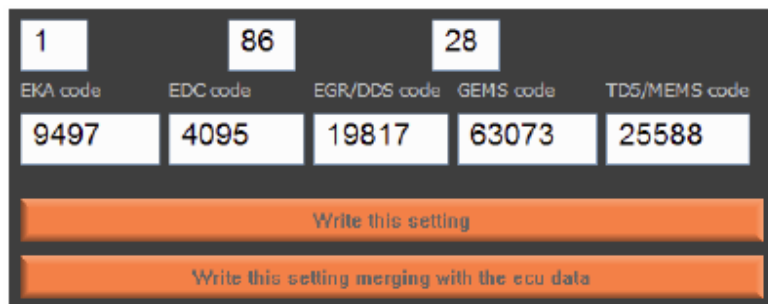 1 86 28
EKA code EDC code EGR/DDS code GEMS code TD5/MEMS code
9497 4095 19817 63073 25588
Write this setting
Write this setting merging with the ecu data